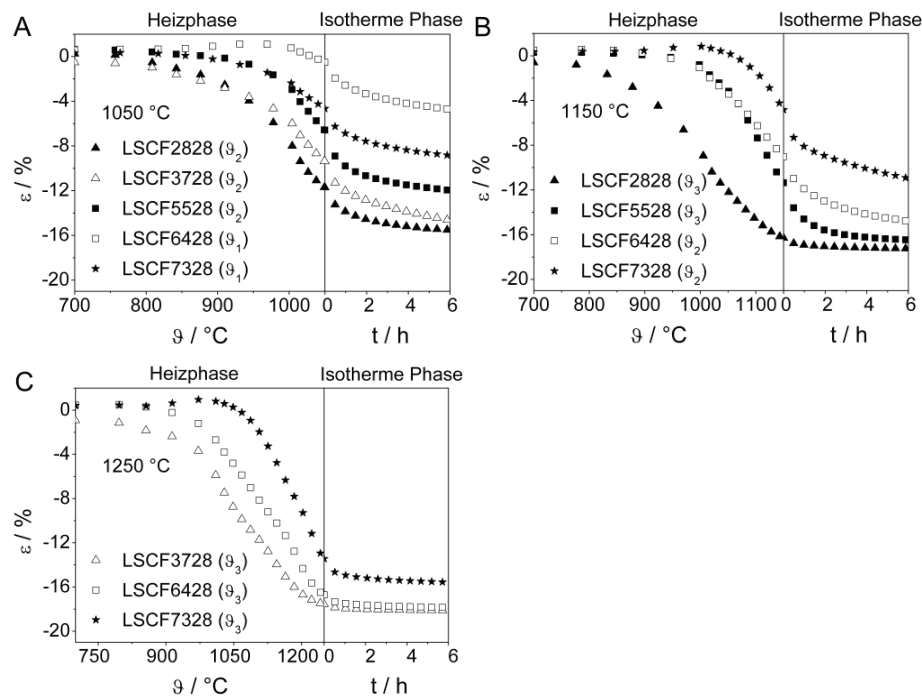 A
Heizphase
Isotherme Phase
0
-4
-8
-12
-16
-20
ε / %
1050 °C
▲ LSCF2828 (ϑ₂)
△ LSCF3728 (ϑ₂)
■ LSCF5528 (ϑ₂)
□ LSCF6428 (ϑ₁)
★ LSCF7328 (ϑ₁)
700 800 900 1000 0 2 4 6
ϑ / °C
t / h
B
Heizphase
Isotherme Phase
0
-4
-8
-12
-16
-20
ε / %
1150 °C
▲ LSCF2828 (ϑ₃)
■ LSCF5528 (ϑ₃)
□ LSCF6428 (ϑ₂)
★ LSCF7328 (ϑ₂)
700 800 900 1000 1100 0 2 4 6
ϑ / °C
t / h
C
Heizphase
Isotherme Phase
0
-4
-8
-12
-16
-20
ε / %
1250 °C
△ LSCF3728 (ϑ₃)
□ LSCF6428 (ϑ₃)
★ LSCF7328 (ϑ₃)
750 900 1050 1200 0 2 4 6
ϑ / °C
t / h